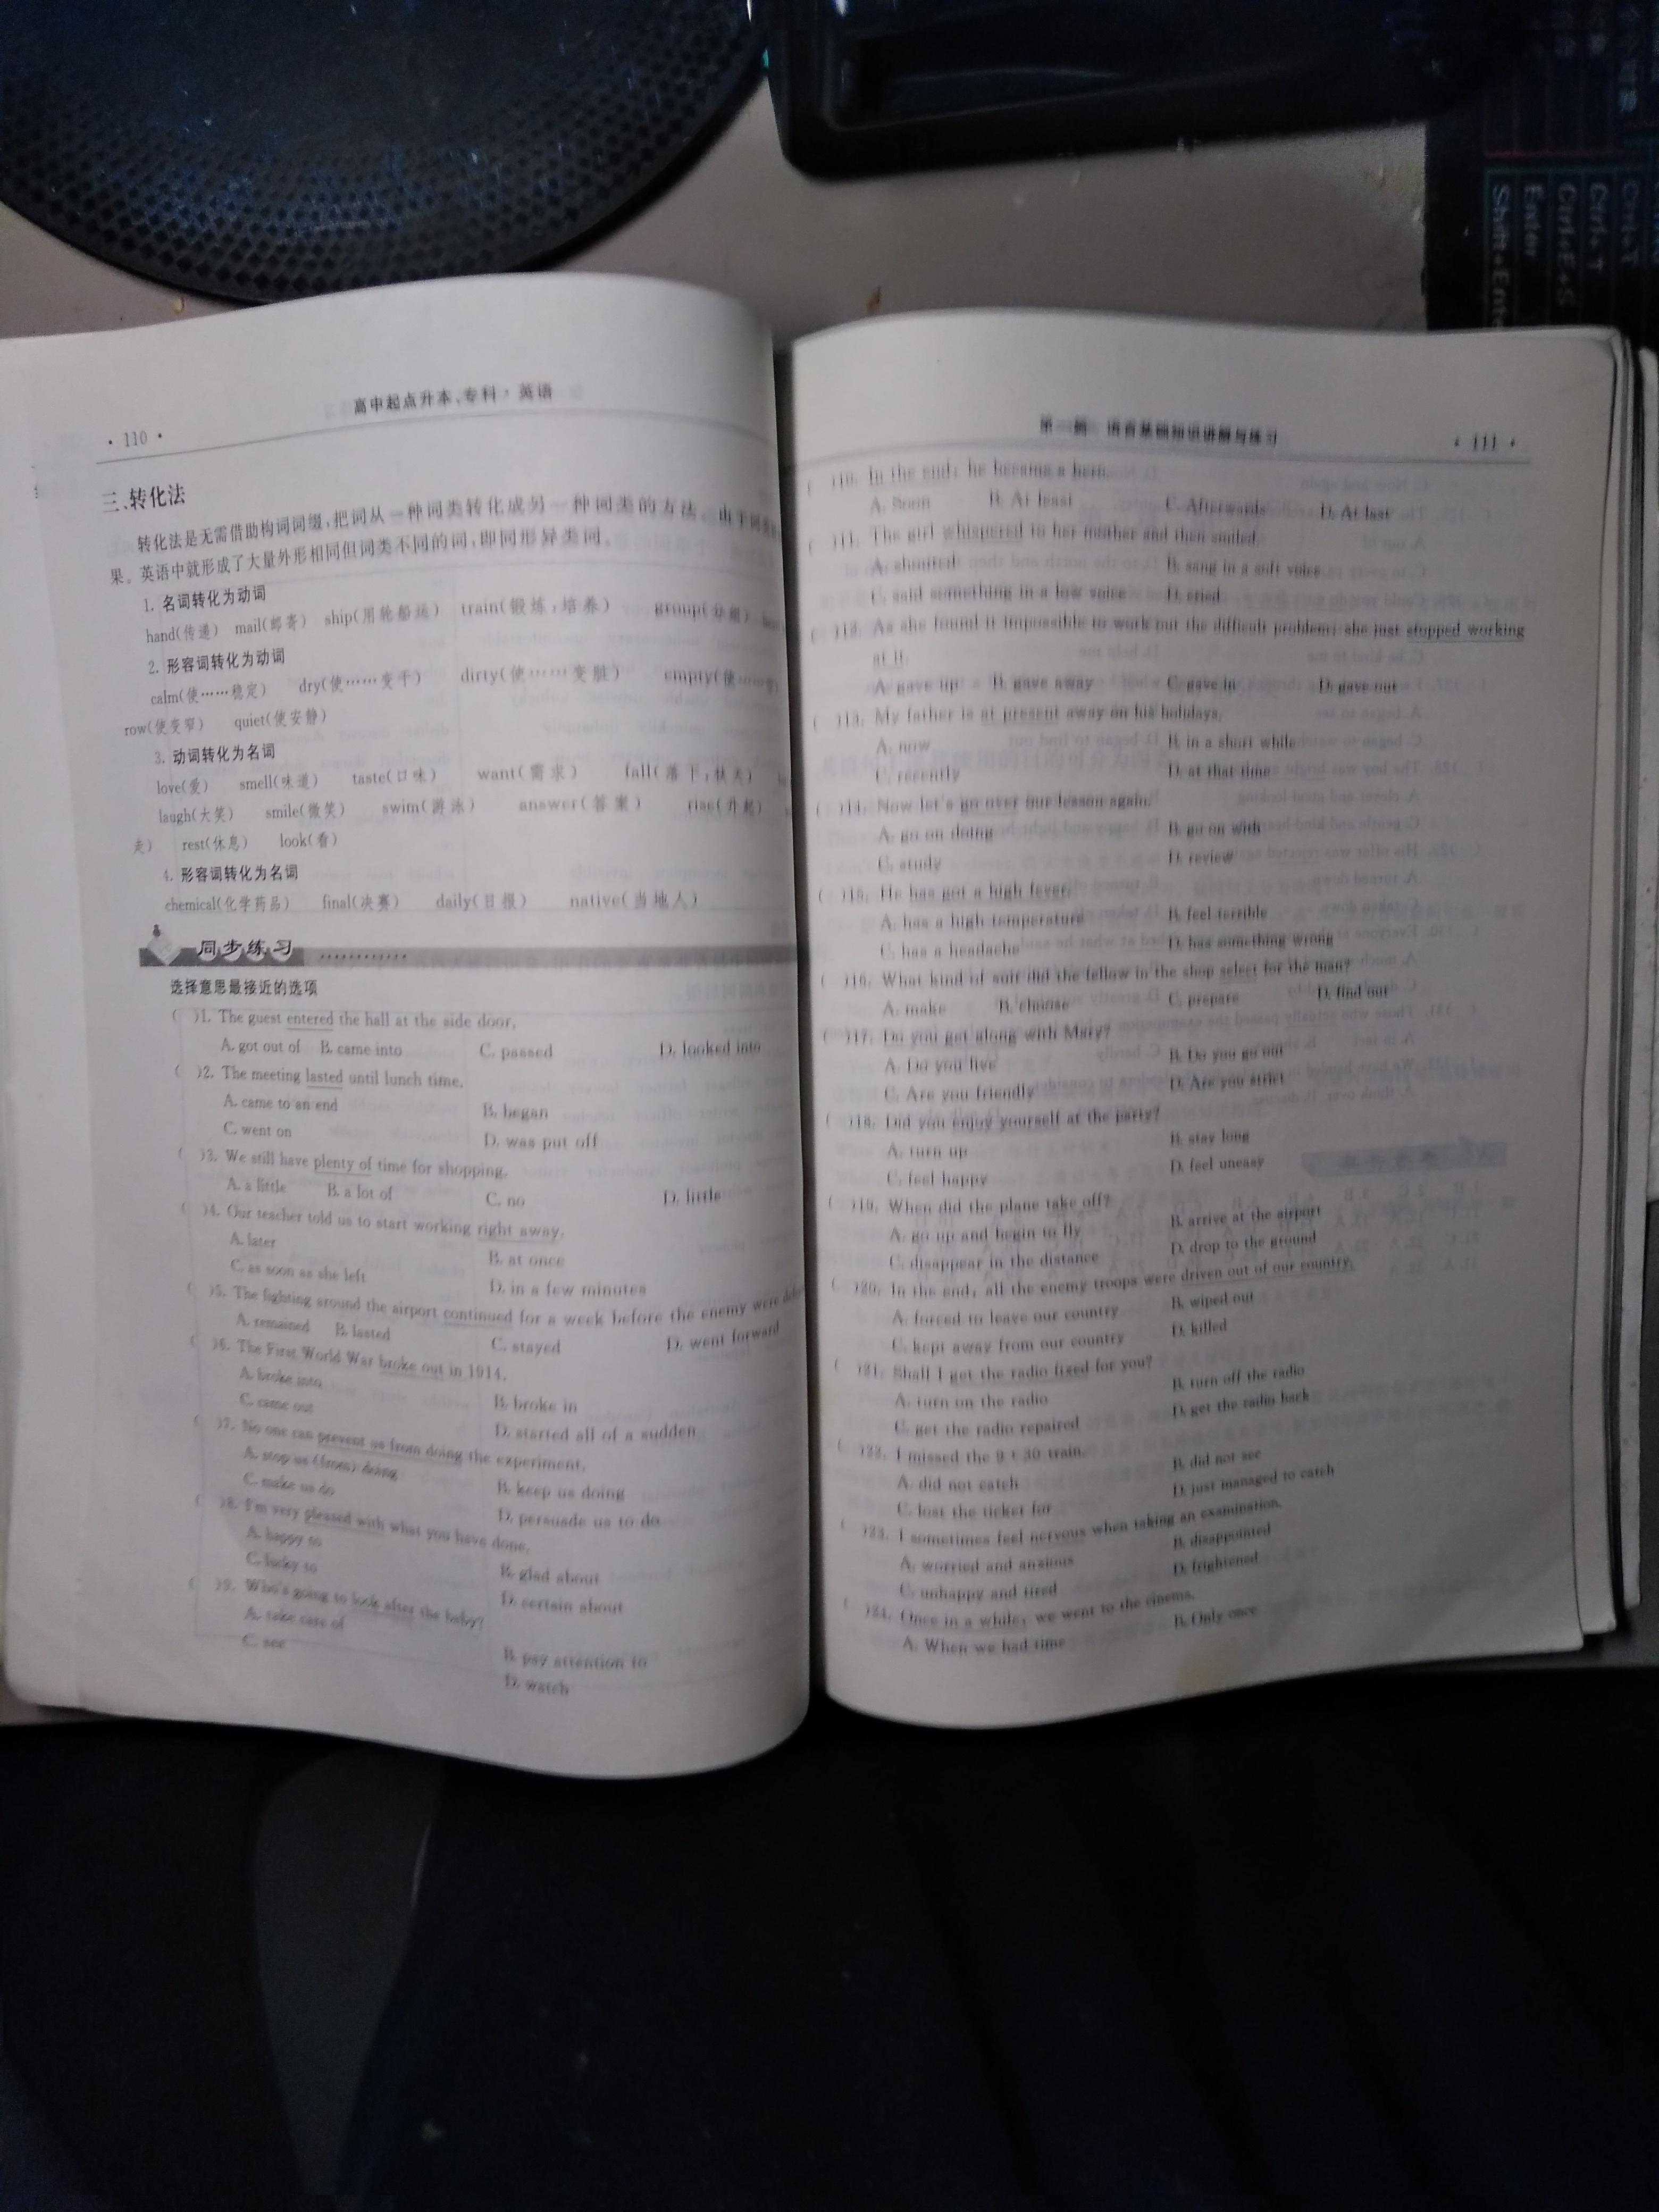 高中起点升本、专科·英语
·110·
三、转化法
转化法是无需借助构词词缀,把词从一种词类转化成另一种词类的方法。由于
果。英语中就形成了大量外形相同但词类不同的词,即同形异类词。
1. 名词转化为动词
hand(传递) mail(邮寄) ship(用轮船运) train(锻炼,培养) group(分组)
2. 形容词转化为动词
calm(使……稳定) dry(使……变干) dirty(使……变脏) empty(使……
row(使变窄) quiet(使安静)
3. 动词转化为名词
love(爱) smell(味道) taste(口味) want(需求) fall(落下,秋天)
laugh(大笑) smile(微笑) swim(游泳) answer(答案) rise(升起)
走) rest(休息) look(看)
4. 形容词转化为名词
chemical(化学药品) final(决赛) daily(日报) native(当地人)
同步练习
选择意思最接近的选项
( )1. The guest entered the hall at the side door.
A. got out of B. came into C. passed D. looked into
( )2. The meeting lasted until lunch time.
A. came to an end B. began
C. went on D. was put off
( )3. We still have plenty of time for shopping.
A. a little B. a lot of C. no D. little
( )4. Our teacher told us to start working right away.
A. later B. at once
C. as soon as she left D. in a few minutes
( )5. The fighting around the airport continued for a week before the enemy were
A. remained B. lasted C. stayed D. went forward
( )6. The First World War broke out in 1914.
A. broke into B. broke in
C. came out D. started all of a sudden
( )7. No one can prevent us from doing the experiment.
A. stop us (from) doing B. keep us doing
C. make us do D. persuade us to do
( )8. I'm very pleased with what you have done.
A. happy to B. glad about
C. lucky to D. certain about
( )9. Who's going to look after the baby?
A. take care of B. pay attention to
C. see D. watch
第一篇 语言基础知识讲解与练习
·111·
( )10. In the end, he became a hero.
A. Soon B. At least C. Afterwards D. At last
( )11. The girl whispered to her mother and then smiled.
A. shouted B. sang in a soft voice
C. said something in a low voice D. cried
( )12. As she found it impossible to work out the difficult problem, she just stopped working
at it.
A. gave up B. gave away C. gave in D. gave out
( )13. My father is at present away on his holidays.
A. now B. in a short while
C. recently D. at that time
( )14. Now let's go over our lesson again.
A. go on doing B. go on with
C. study D. review
( )15. He has got a high fever.
A. has a high temperature B. feel terrible
C. has a headache D. has something wrong
( )16. What kind of suit did the fellow in the shop select for the man?
A. make B. choose C. prepare D. find out
( )17. Do you get along with Mary?
A. Do you live B. Do you go out
C. Are you friendly D. Are you strict
( )18. Did you enjoy yourself at the party?
A. turn up B. stay long
C. feel happy D. feel uneasy
( )19. When did the plane take off?
A. go up and begin to fly B. arrive at the airport
C. disappear in the distance D. drop to the ground
( )20. In the end, all the enemy troops were driven out of our country.
A. forced to leave our country B. wiped out
C. kept away from our country D. killed
( )21. Shall I get the radio fixed for you?
A. turn on the radio B. turn off the radio
C. get the radio repaired D. get the radio back
( )22. I missed the 9:30 train.
A. did not catch B. did not see
C. lost the ticket for D. just managed to catch
( )23. I sometimes feel nervous when taking an examination.
A. worried and anxious B. disappointed
C. unhappy and tired D. frightened
( )24. Once in a while, we went to the cinema.
A. When we had time B. Only once
Ctrl+T
Ctrl+T
Ctrl+E+S
Enter
Shift+Ente